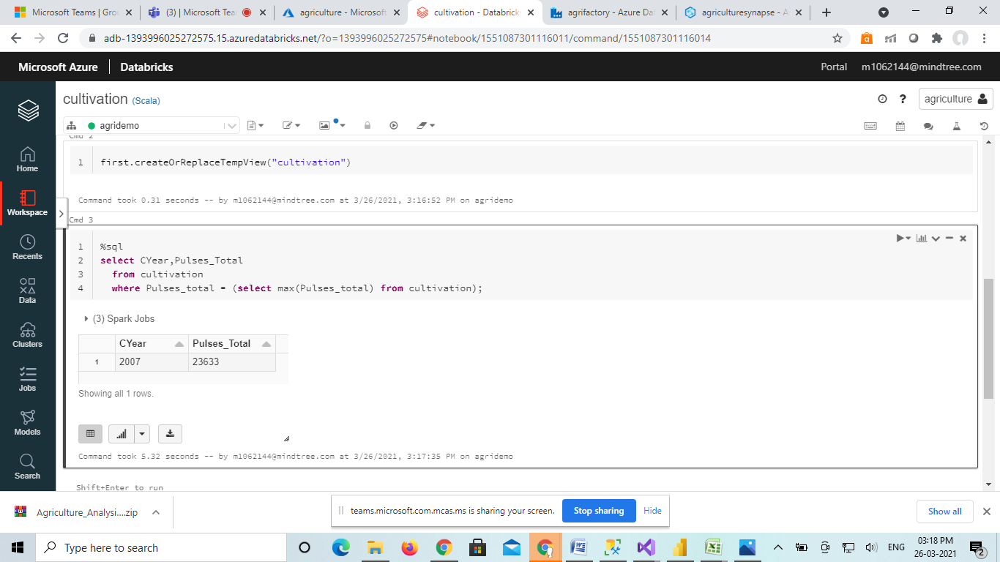 Microsoft Teams | Grou
(3) | Microsoft Tea
agriculture - Microsoft
cultivation - Databrick
agrifactory - Azure Da
agriculturesynapse - A
adb-1393996025272575.15.azuredatabricks.net/?o=1393996025272575#notebook/1551087301116011/command/1551087301116014
Microsoft Azure | Databricks
Portal m1062144@mindtree.com
cultivation (Scala)
agriculture
agridemo
Cmd 2
1 first.createOrReplaceTempView("cultivation")
Command took 0.31 seconds -- by m1062144@mindtree.com at 3/26/2021, 3:16:52 PM on agridemo
Cmd 3
1 %sql
2 select CYear,Pulses_Total
3 from cultivation
4 where Pulses_total = (select max(Pulses_total) from cultivation);
(3) Spark Jobs
CYear Pulses_Total
1 2007 23633
Showing all 1 rows.
Command took 5.32 seconds -- by m1062144@mindtree.com at 3/26/2021, 3:17:35 PM on agridemo
Shift+Enter to run
Home
Workspace
Recents
Data
Clusters
Jobs
Models
Search
Agriculture_Analysi....zip
teams.microsoft.com.mcas.ms is sharing your screen. Stop sharing Hide
Show all
Type here to search
ENG
03:18 PM
26-03-2021
2